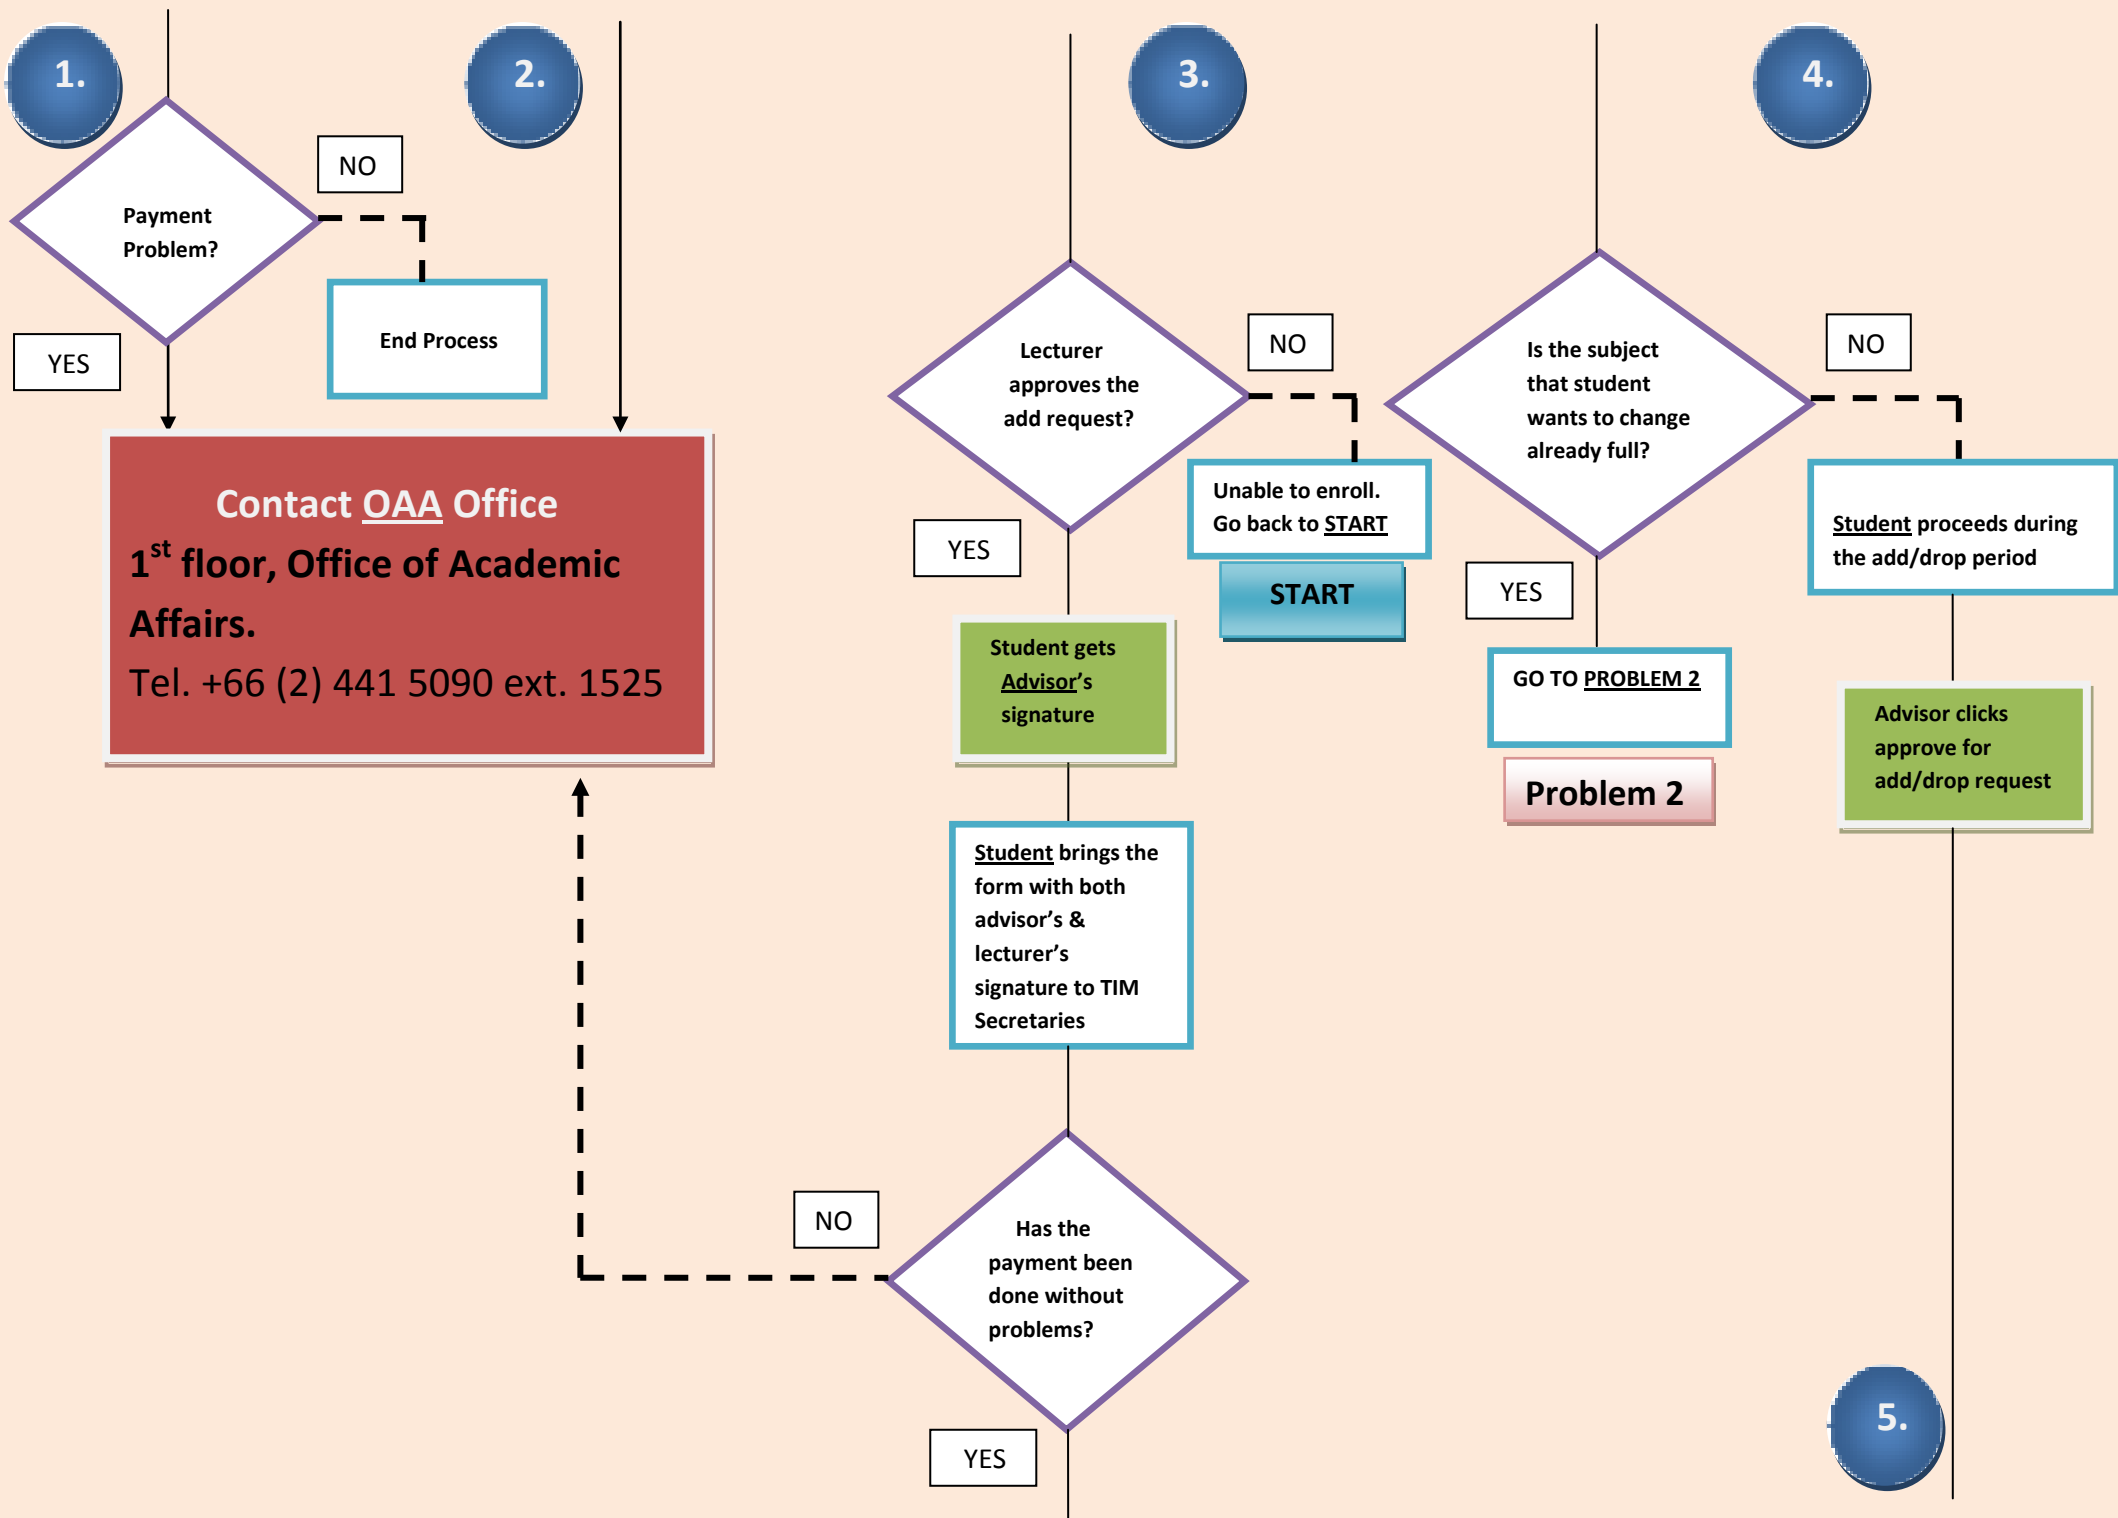 1.
2.
3.
4.
NO
Payment
Problem?
End Process
YES
Contact OAA Office
1st floor, Office of Academic
Affairs.
Tel. +66 (2) 441 5090 ext. 1525
Lecturer
approves the
add request?
NO
Unable to enroll.
Go back to START
START
YES
Student gets
Advisor’s
signature
Student brings the
form with both
advisor’s &
lecturer’s
signature to TIM
Secretaries
NO
Has the
payment been
done without
problems?
YES
Is the subject
that student
wants to change
already full?
NO
YES
GO TO PROBLEM 2
Problem 2
Student proceeds during
the add/drop period
Advisor clicks
approve for
add/drop request
5.